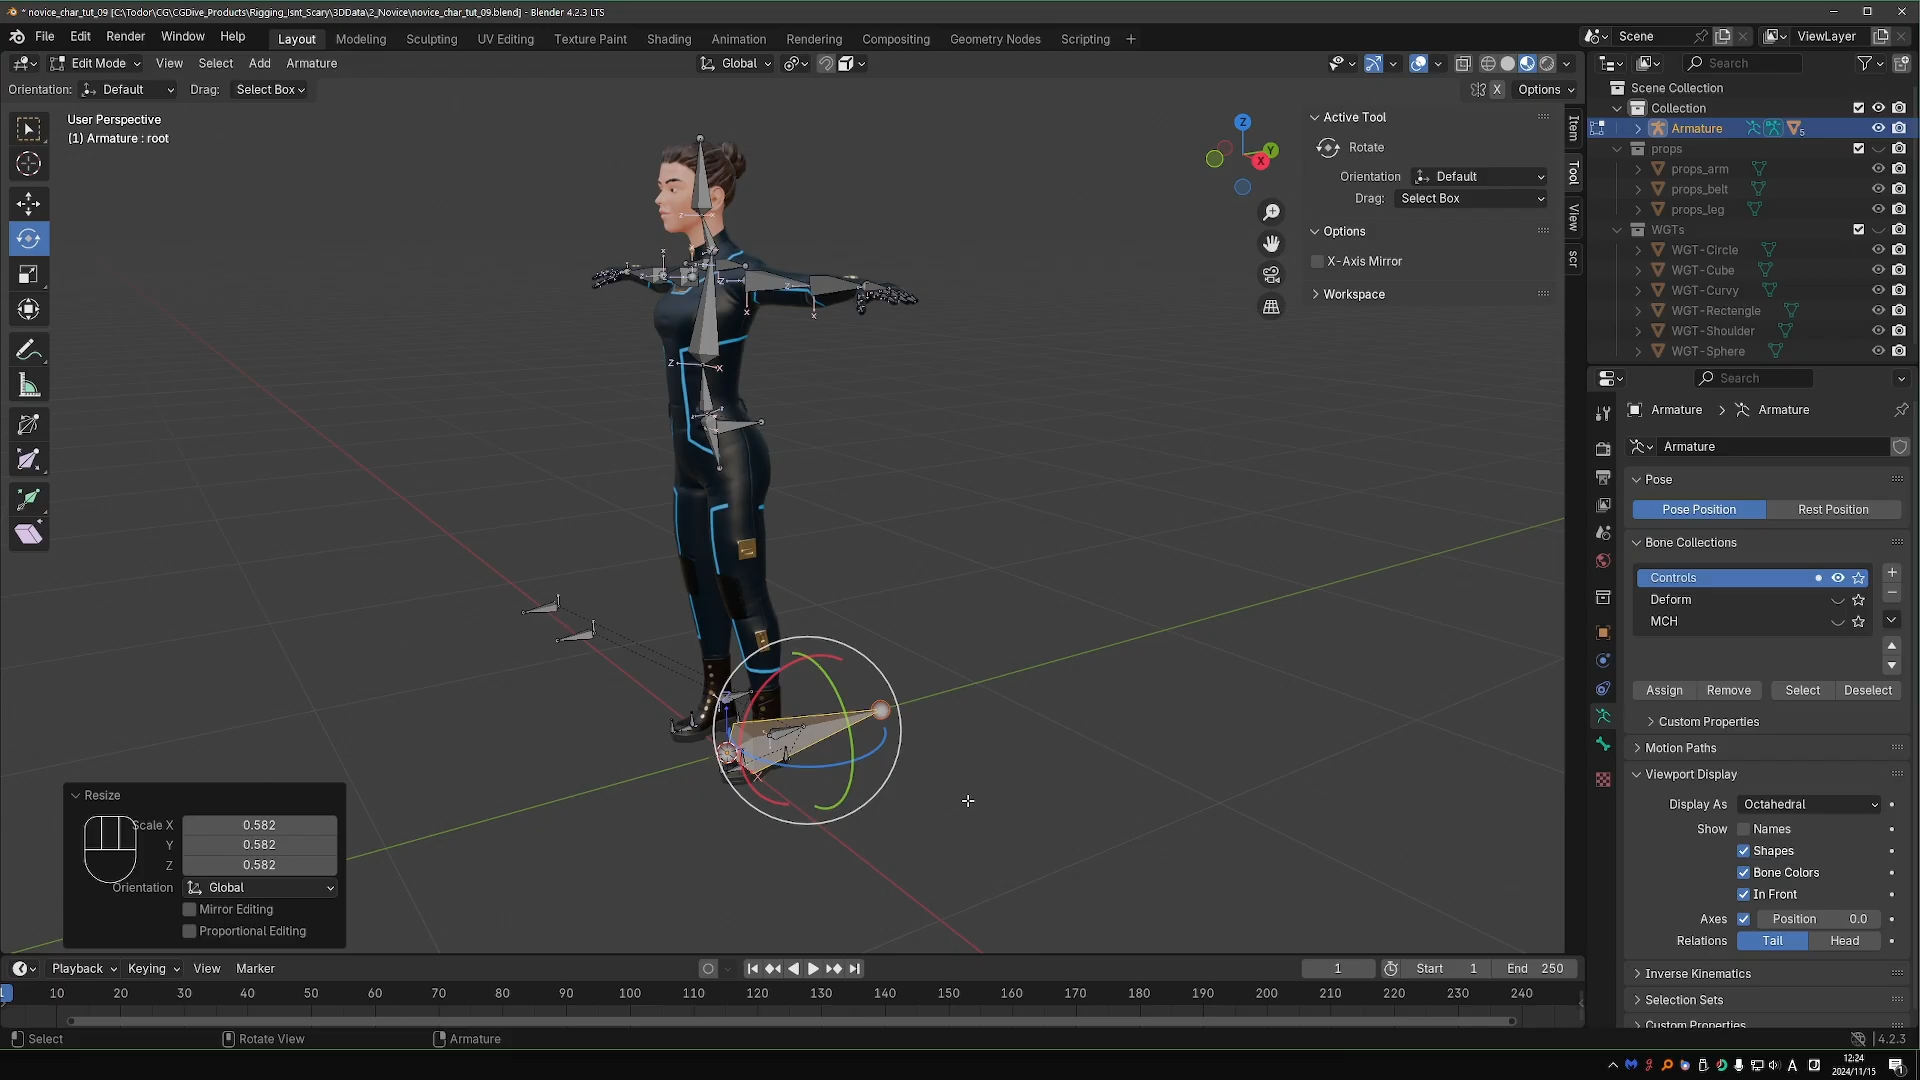 * novice_char_tut_09 [C:\Todor\CG\CGDive_Products\Rigging_Isnt_Scary\3DData\2_Novice\novice_char_tut_09.blend] - Blender 4.2.3 LTS
File Edit Render Window Help Layout Modeling Sculpting UV Editing Texture Paint Shading Animation Rendering Compositing Geometry Nodes Scripting + Scene ViewLayer
Edit Mode View Select Add Armature Global Search
Orientation: Default Drag: Select Box X Options
Scene Collection
Collection
Armature 5
props
props_arm
props_belt
props_leg
WGTs
WGT-Circle
WGT-Cube
WGT-Curvy
WGT-Rectengle
WGT-Shoulder
WGT-Sphere
User Perspective
(1) Armature : root
Z
Y
X
Active Tool
Rotate
Orientation Default
Drag: Select Box
Options
X-Axis Mirror
Workspace
Item
Tool
View
scr
Search
Armature > Armature
Armature
Pose
Pose Position Rest Position
Bone Collections
Controls
Deform
MCH
Assign Remove Select Deselect
Custom Properties
Motion Paths
Viewport Display
Display As Octahedral
Show Names
Shapes
Bone Colors
In Front
Axes Position 0.0
Relations Tail Head
Inverse Kinematics
Selection Sets
Custom Properties
Resize
Scale X 0.582
Y 0.582
Z 0.582
Orientation Global
Mirror Editing
Proportional Editing
Playback Keying View Marker 1 Start 1 End 250
1 10 20 30 40 50 60 70 80 90 100 110 120 130 140 150 160 170 180 190 200 210 220 230 240
Select Rotate View Armature 4.2.3
A 12:24
2024/11/15